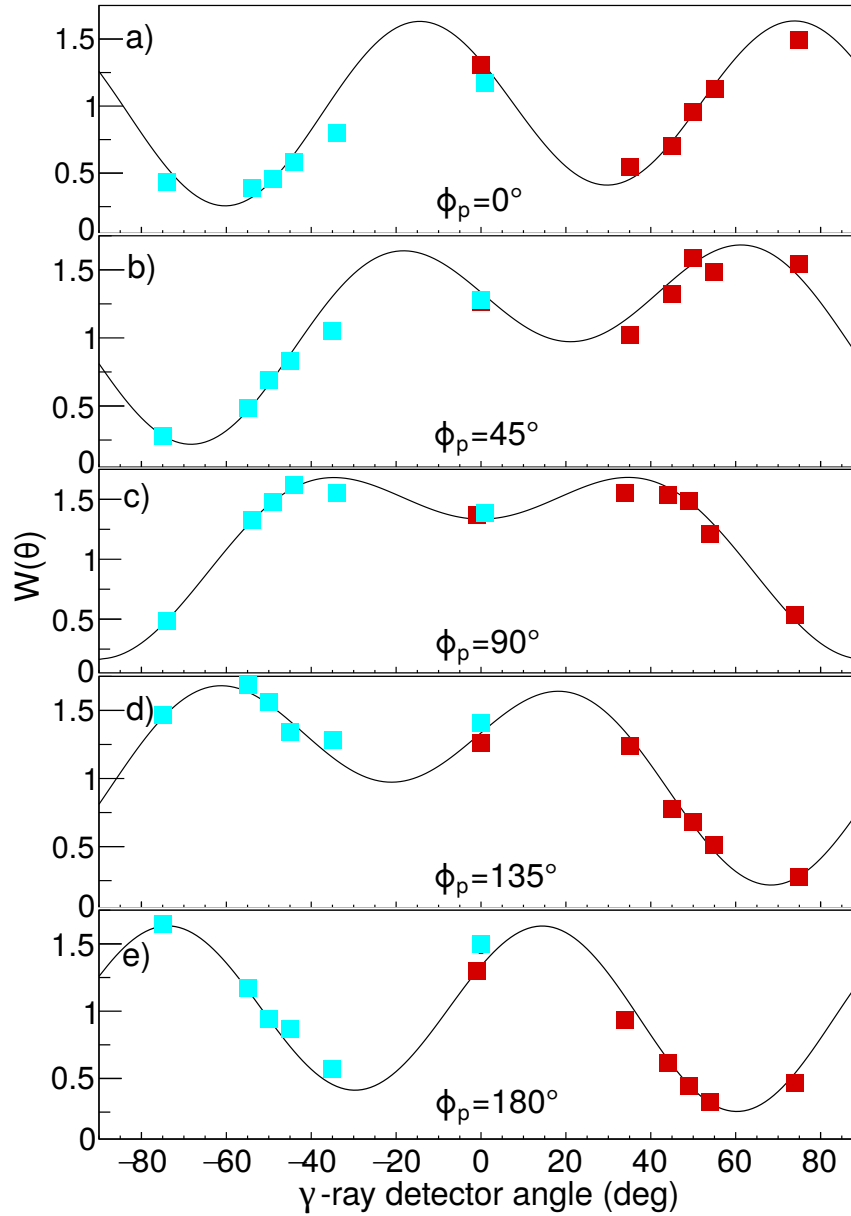 a)
1.5
1
0.5
0
ϕp=0°
b)
1.5
1
0.5
0
ϕp=45°
c)
1.5
1
0.5
0
ϕp=90°
W(θ)
d)
1.5
1
0.5
0
ϕp=135°
e)
1.5
1
0.5
0
ϕp=180°
−80 −60 −40 −20 0 20 40 60 80
γ-ray detector angle (deg)